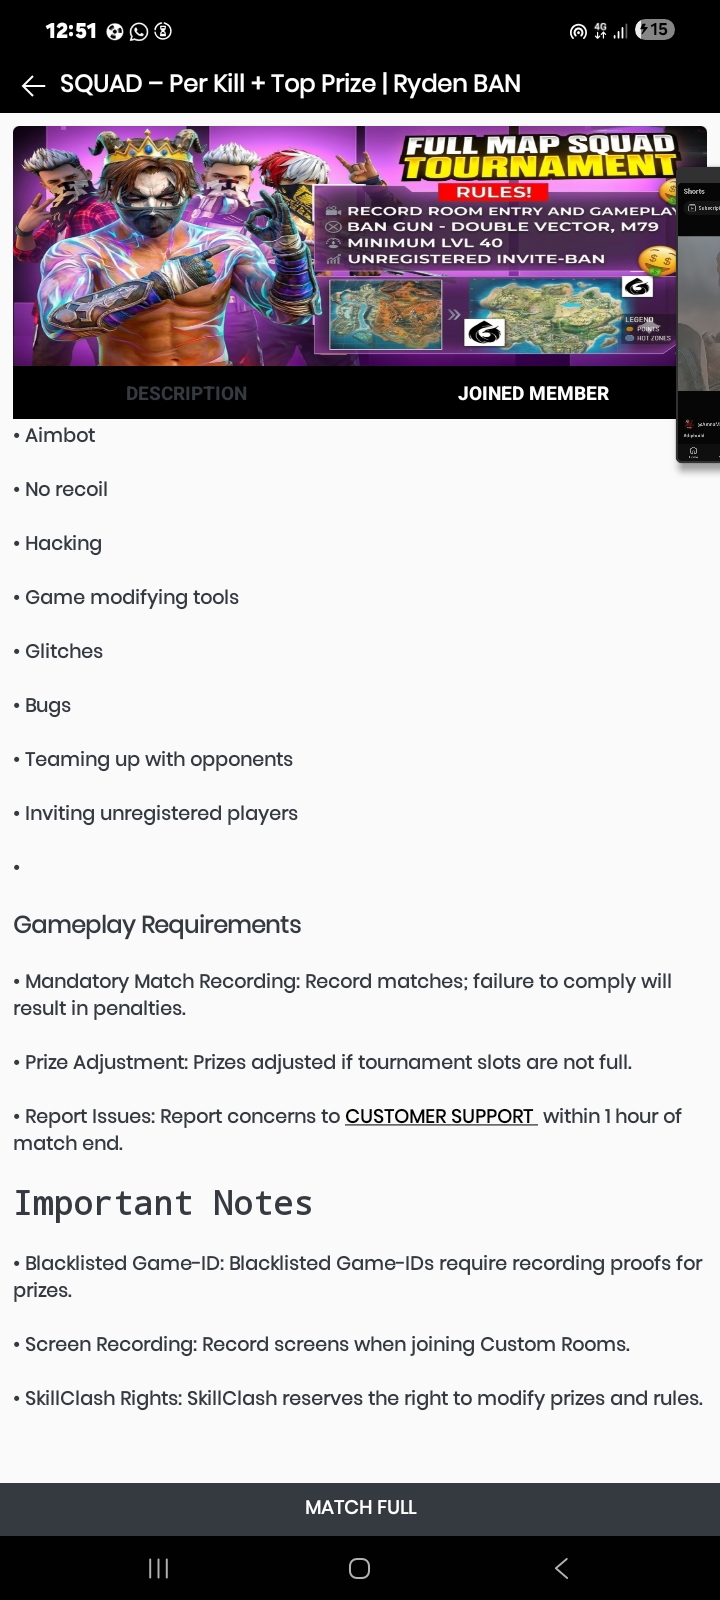 12:51
4G
15
SQUAD – Per Kill + Top Prize | Ryden BAN
FULL MAP SQUAD
TOURNAMENT
RULES!
RECORD ROOM ENTRY AND GAMEPLAY
BAN GUN - DOUBLE VECTOR, M79
MINIMUM LVL 40
UNREGISTERED INVITE-BAN
LEGEND
POINTS
HOT ZONES
Shorts
DESCRIPTION
JOINED MEMBER
• Aimbot
• No recoil
• Hacking
• Game modifying tools
• Glitches
• Bugs
• Teaming up with opponents
• Inviting unregistered players
•
Gameplay Requirements
• Mandatory Match Recording: Record matches; failure to comply will
result in penalties.
• Prize Adjustment: Prizes adjusted if tournament slots are not full.
• Report Issues: Report concerns to CUSTOMER SUPPORT within 1 hour of
match end.
Important Notes
• Blacklisted Game-ID: Blacklisted Game-IDs require recording proofs for
prizes.
• Screen Recording: Record screens when joining Custom Rooms.
• SkillClash Rights: SkillClash reserves the right to modify prizes and rules.
MATCH FULL